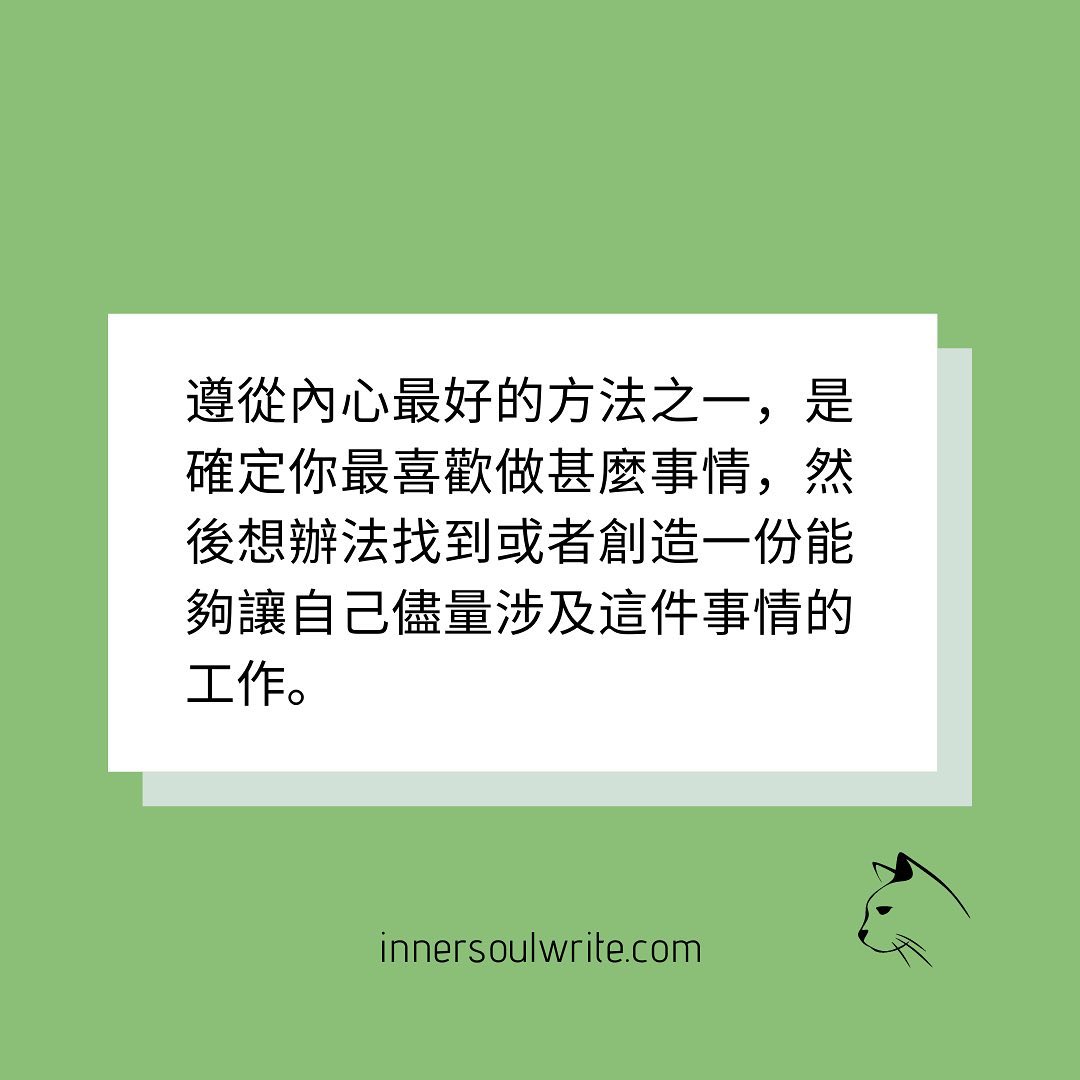 遵從內心最好的方法之一，是
確定你最喜歡做甚麼事情，然
後想辦法找到或者創造一份能
夠讓自己儘量涉及這件事情的
工作。
innersoulwrite.com